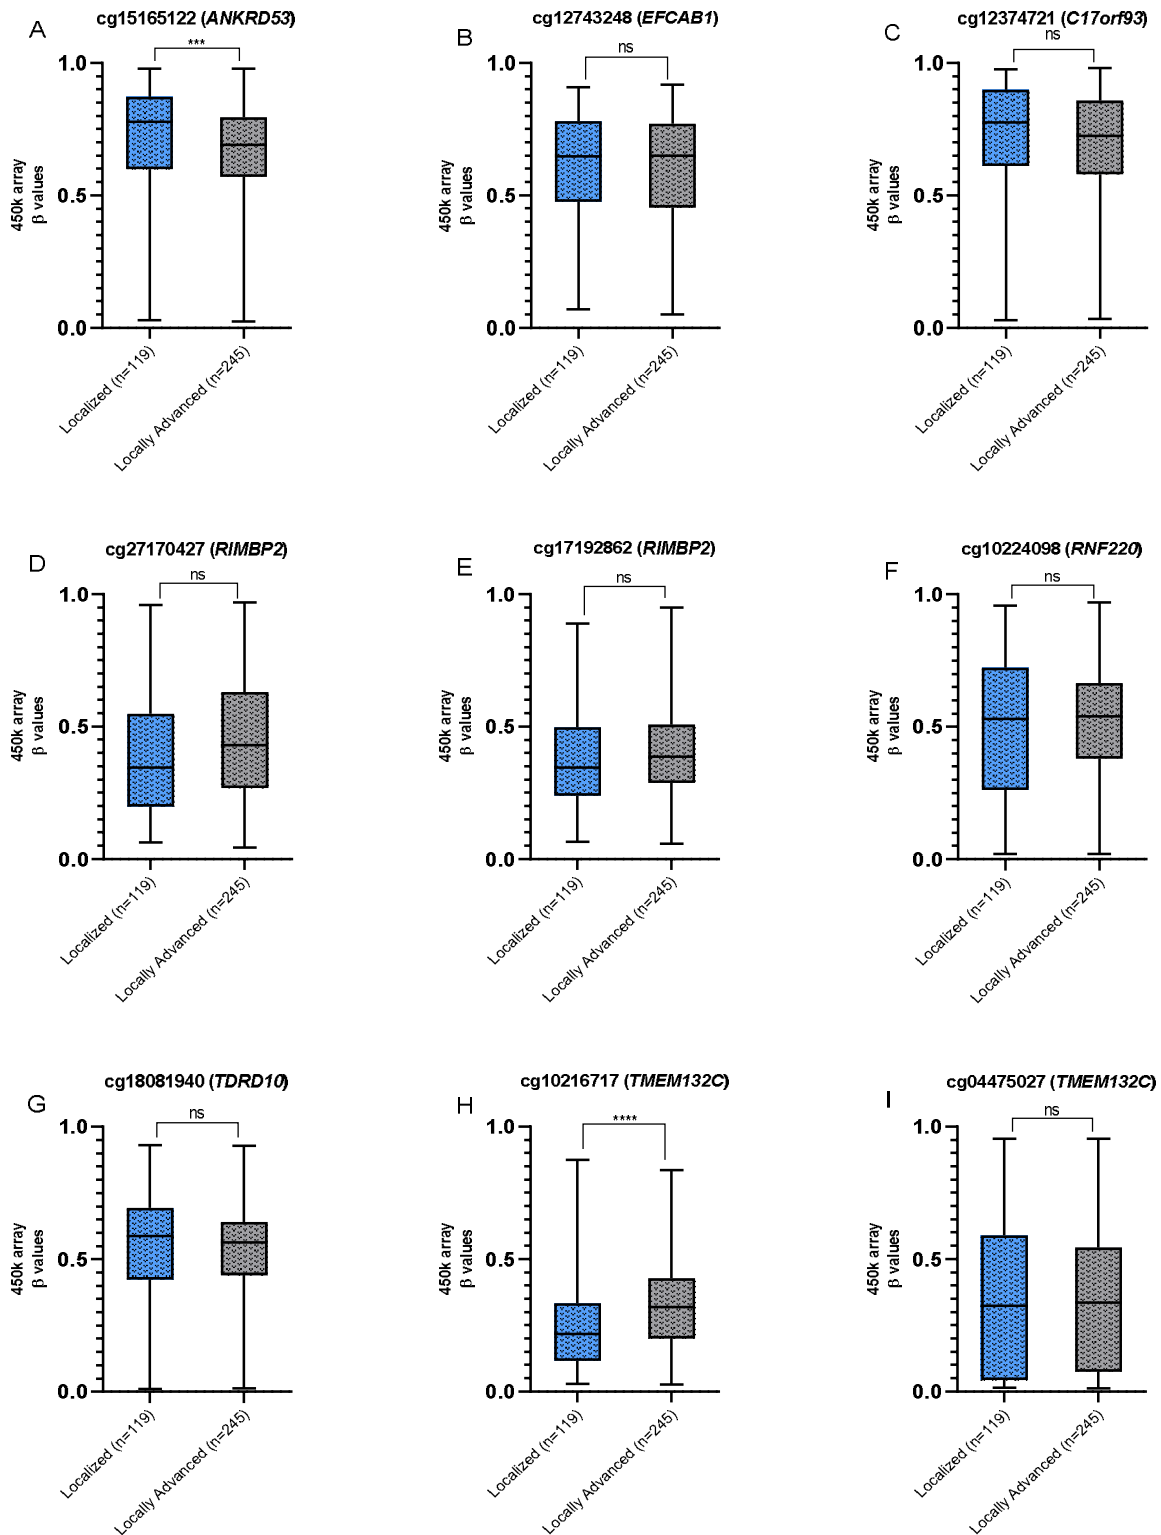 A
cg15165122 (ANKRD53)
***
1.0
0.5
0.0
450k array
β values
Localized (n=119)
Locally Advanced (n=245)
B
cg12743248 (EFCAB1)
ns
1.0
0.5
0.0
450k array
β values
Localized (n=119)
Locally Advanced (n=245)
C
cg12374721 (C17orf93)
ns
1.0
0.5
0.0
450k array
β values
Localized (n=119)
Locally Advanced (n=245)
D
cg27170427 (RIMBP2)
ns
1.0
0.5
0.0
450k array
β values
Localized (n=119)
Locally Advanced (n=245)
E
cg17192862 (RIMBP2)
ns
1.0
0.5
0.0
450k array
β values
Localized (n=119)
Locally Advanced (n=245)
F
cg10224098 (RNF220)
ns
1.0
0.5
0.0
450k array
β values
Localized (n=119)
Locally Advanced (n=245)
G
cg18081940 (TDRD10)
ns
1.0
0.5
0.0
450k array
β values
Localized (n=119)
Locally Advanced (n=245)
H
cg10216717 (TMEM132C)
****
1.0
0.5
0.0
450k array
β values
Localized (n=119)
Locally Advanced (n=245)
I
cg04475027 (TMEM132C)
ns
1.0
0.5
0.0
450k array
β values
Localized (n=119)
Locally Advanced (n=245)